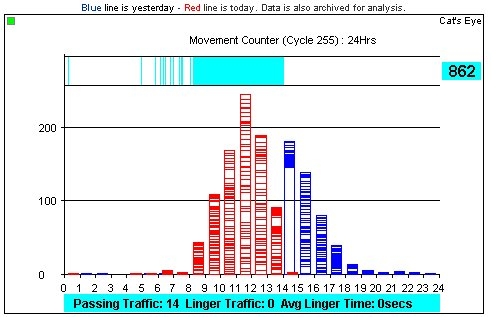 Blue line is yesterday - Red line is today. Data is also archived for analysis.
Cat's Eye
Movement Counter (Cycle 255) : 24Hrs
862
200
100
0
0 1 2 3 4 5 6 7 8 9 10 11 12 13 14 15 16 17 18 19 20 21 22 23 24
Passing Traffic: 14 Linger Traffic: 0 Avg Linger Time: 0secs